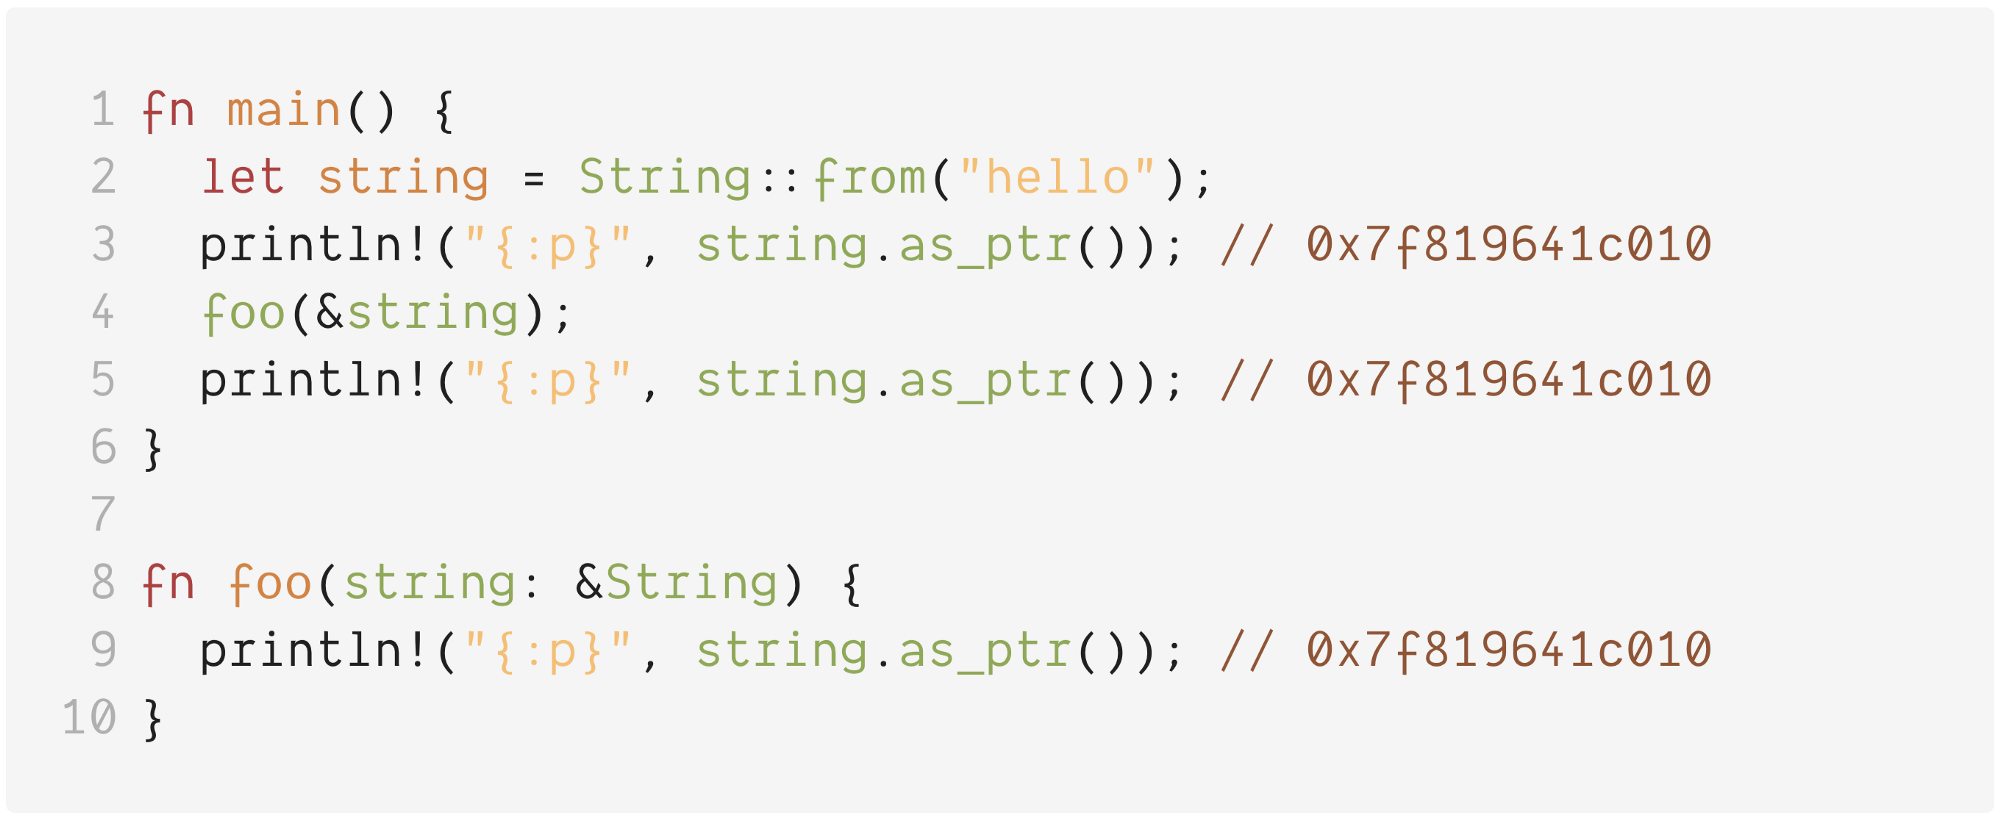 1 fn main() {
2   let string = String::from("hello");
3   println!("{:p}", string.as_ptr()); // 0x7f819641c010
4   foo(&string);
5   println!("{:p}", string.as_ptr()); // 0x7f819641c010
6 }
7
8 fn foo(string: &String) {
9   println!("{:p}", string.as_ptr()); // 0x7f819641c010
10 }